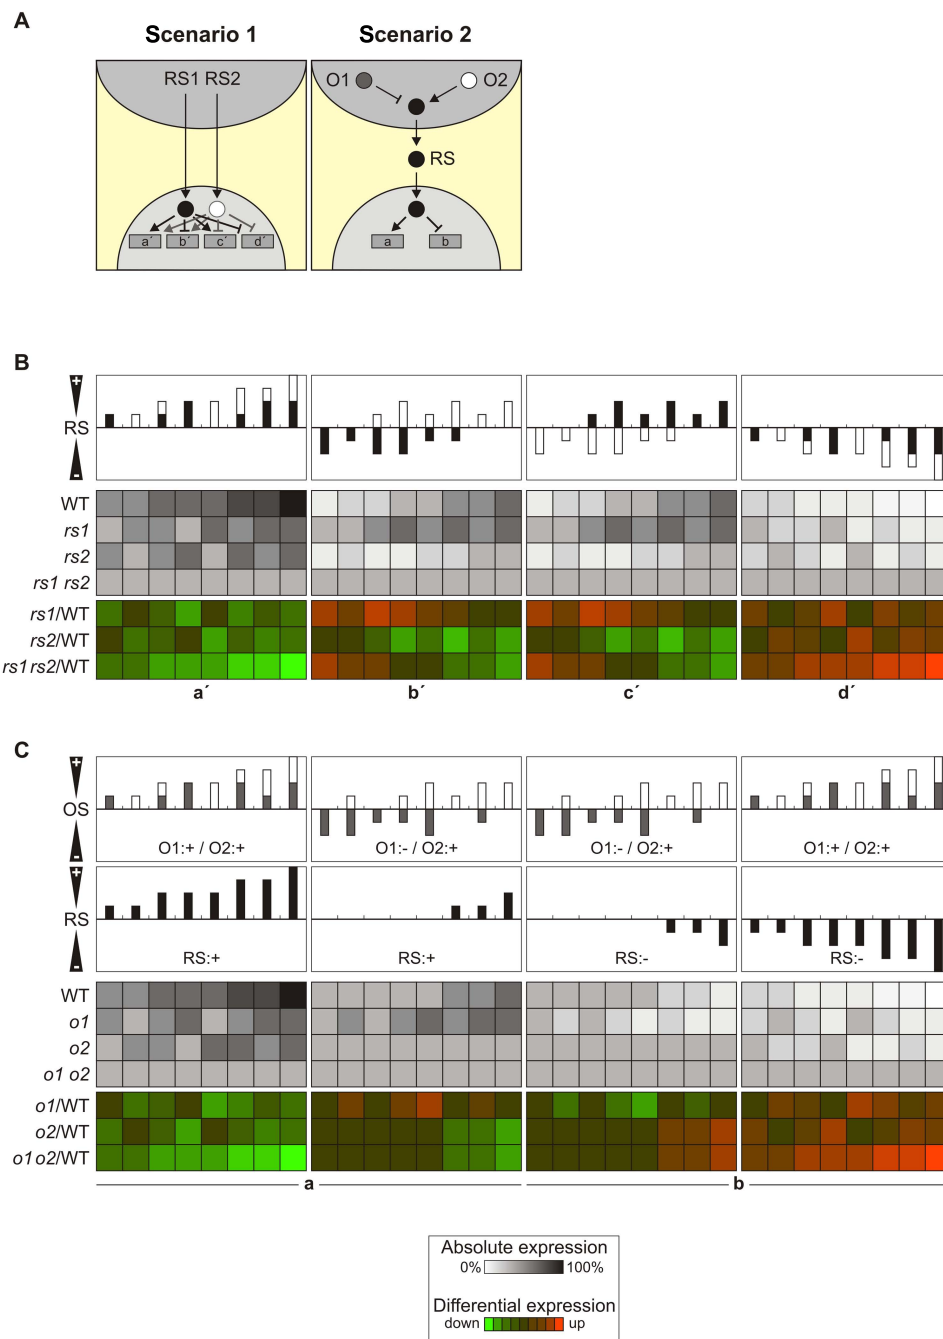 A
Scenario 1 Scenario 2
RS1 RS2 O1 O2
RS
a´ b´ c´ d´ a b
B
+
RS
-
WT
rs1
rs2
rs1 rs2
rs1/WT
rs2/WT
rs1rs2/WT
a´ b´ c´ d´
C
+
OS
-
O1:+ / O2:+ O1:- / O2:+ O1:- / O2:+ O1:+ / O2:+
+
RS
-
RS:+ RS:+ RS:- RS:-
WT
o1
o2
o1 o2
o1/WT
o2/WT
o1o2/WT
a b
Absolute expression
0% 100%
Differential expression
down up